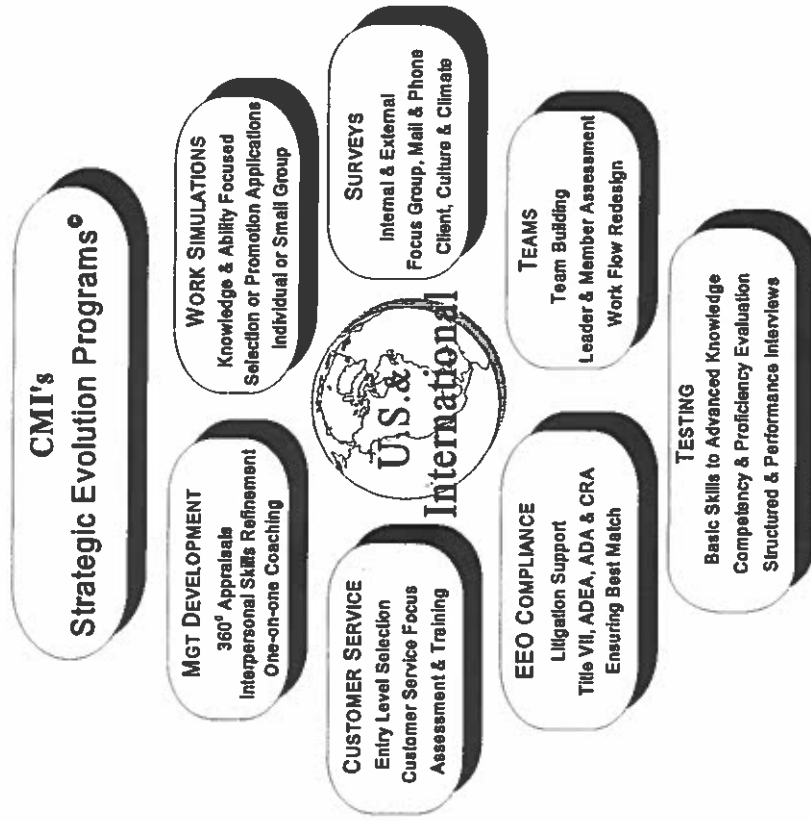 CMI's
Strategic Evolution Programs©
MGT DEVELOPMENT
360° Appraisals
Interpersonal Skills Refinement
One-on-one Coaching
WORK SIMULATIONS
Knowledge & Ability Focused
Selection or Promotion Applications
Individual or Small Group
CUSTOMER SERVICE
Entry Level Selection
Customer Service Focus
Assessment & Training
U.S.&
International
SURVEYS
Internal & External
Focus Group, Mail & Phone
Client, Culture & Climate
EEO COMPLIANCE
Litigation Support
Title VII, ADEA, ADA & CRA
Ensuring Best Match
TEAMS
Team Building
Leader & Member Assessment
Work Flow Redesign
TESTING
Basic Skills to Advanced Knowledge
Competency & Proficiency Evaluation
Structured & Performance Interviews